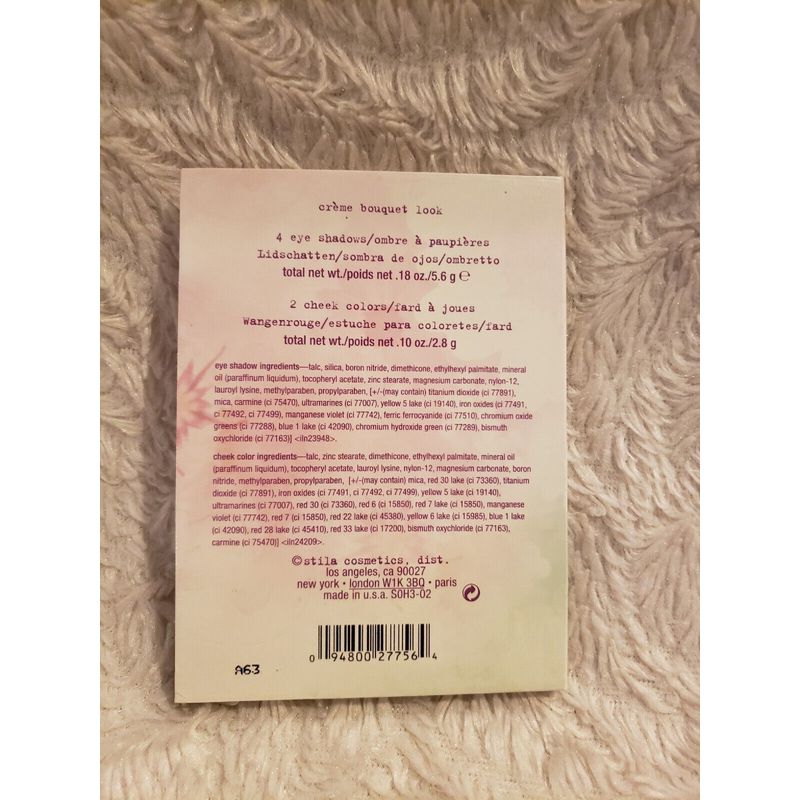 crème bouquet look
4 eye shadows/ombre à paupières
Lidschatten/sombra de ojos/ombretto
total net wt./poids net .18 oz./5.6 g ℮
2 cheek colors/fard à joues
Wangenrouge/estuche para coloretes/fard
total net wt./poids net .10 oz./2.8 g
eye shadow ingredients—talc, silica, boron nitride, dimethicone, ethylhexyl palmitate, mineral
oil (paraffinum liquidum), tocopheryl acetate, zinc stearate, magnesium carbonate, nylon-12,
lauroyl lysine, methylparaben, propylparaben, [+/-(may contain) titanium dioxide (ci 77891),
mica, carmine (ci 75470), ultramarines (ci 77007), yellow 5 lake (ci 19140), iron oxides (ci 77491,
ci 77492, ci 77499), manganese violet (ci 77742), ferric ferrocyanide (ci 77510), chromium oxide
greens (ci 77288), blue 1 lake (ci 42090), chromium hydroxide green (ci 77289), bismuth
oxychloride (ci 77163)] <iln23948>.
cheek color ingredients—talc, zinc stearate, dimethicone, ethylhexyl palmitate, mineral oil
(paraffinum liquidum), tocopheryl acetate, lauroyl lysine, nylon-12, magnesium carbonate, boron
nitride, methylparaben, propylparaben, [+/-(may contain) mica, red 30 lake (ci 73360), titanium
dioxide (ci 77891), iron oxides (ci 77491, ci 77492, ci 77499), yellow 5 lake (ci 19140),
ultramarines (ci 77007), red 30 (ci 73360), red 6 (ci 15850), red 7 lake (ci 15850), manganese
violet (ci 77742), red 7 (ci 15850), red 22 lake (ci 45380), yellow 6 lake (ci 15985), blue 1 lake
(ci 42090), red 28 lake (ci 45410), red 33 lake (ci 17200), bismuth oxychloride (ci 77163),
carmine (ci 75470)] <iln24209>.
©stila cosmetics, dist.
los angeles, ca 90027
new york • london W1K 3BQ • paris
made in u.s.a. S0H3-02
0 94800 27756 4
A63